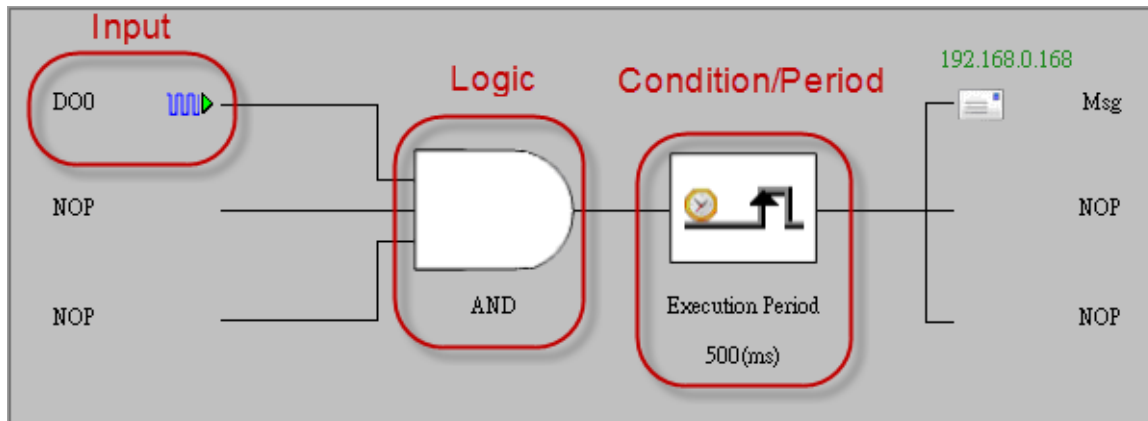 Input
Logic
Condition/Period
192.168.0.168
DO0
Msg
NOP
NOP
AND
Execution Period
NOP
NOP
500(ms)